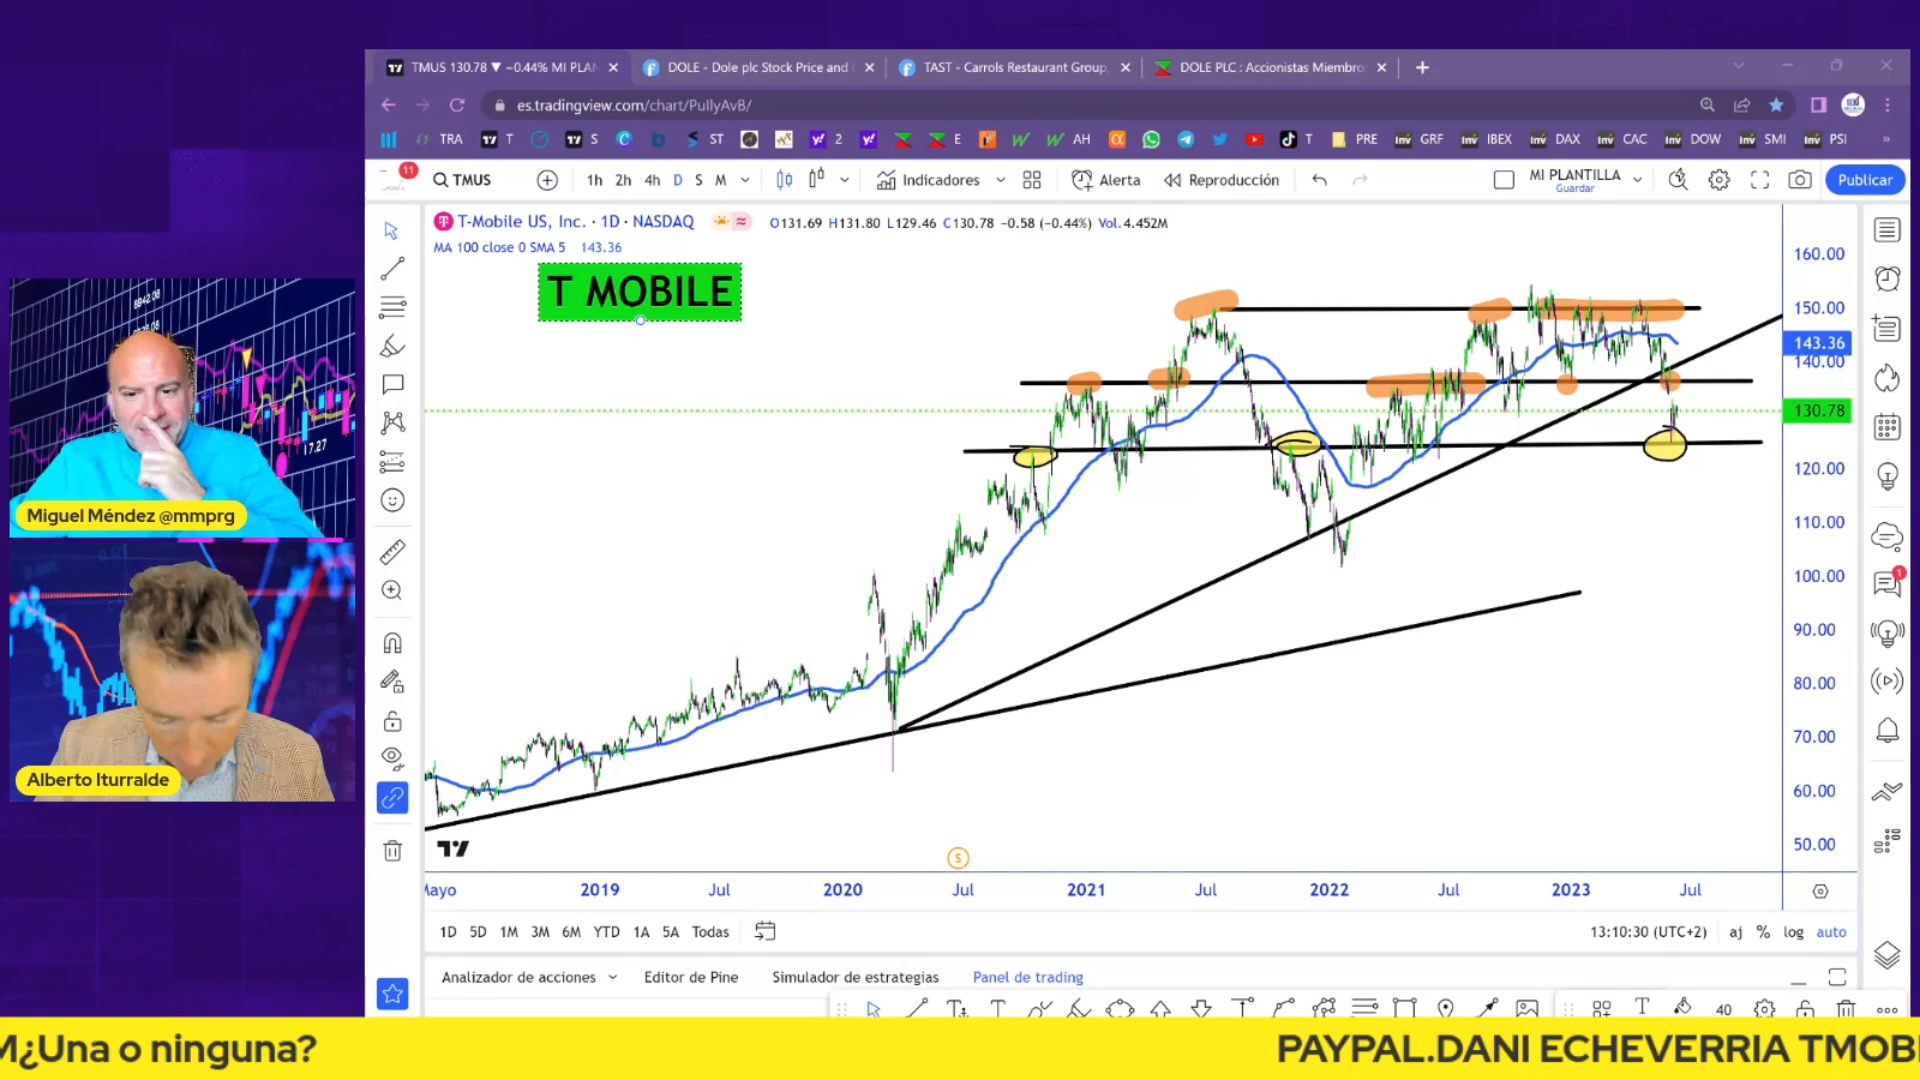 TMUS 130.78 ▼ −0.44% MI PLAN
DOLE - Dole plc Stock Price and
TAST - Carrols Restaurant Group,
DOLE PLC : Accionistas Miembro
es.tradingview.com/chart/PullyAvB/
TRA T S ST 2 E AH T PRE GRF IBEX DAX CAC DOW SMI PSI
11
TMUS 1h 2h 4h D S M Indicadores Alerta Reproducción MI PLANTILLA Guardar Publicar
T-Mobile US, Inc. · 1D · NASDAQ O131.69 H131.80 L129.46 C130.78 −0.58 (−0.44%) Vol. 4.452M
MA 100 close 0 SMA 5 143.36
T MOBILE
160.00
150.00
143.36
140.00
130.78
120.00
110.00
100.00
90.00
80.00
70.00
60.00
50.00
17.27
Miguel Méndez @mmprg
Alberto Iturralde
1
S
Mayo 2019 Jul 2020 Jul 2021 Jul 2022 Jul 2023 Jul
1D 5D 1M 3M 6M YTD 1A 5A Todas 13:10:30 (UTC+2) aj % log auto
Analizador de acciones Editor de Pine Simulador de estrategias Panel de trading
40
M¿Una o ninguna? PAYPAL.DANI ECHEVERRIA TMOBI